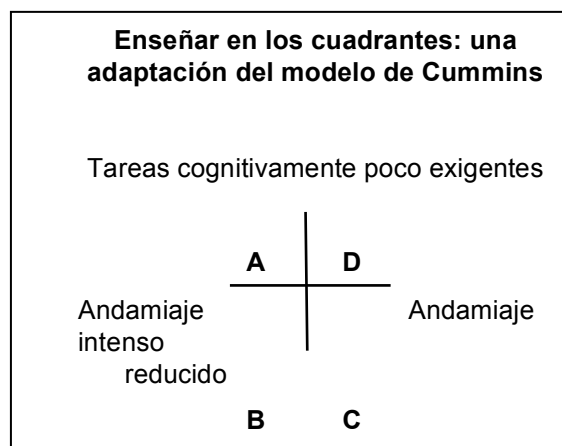 Enseñar en los cuadrantes: una
adaptación del modelo de Cummins
Tareas cognitivamente poco exigentes
A D
Andamiaje Andamiaje
intenso
reducido
B C